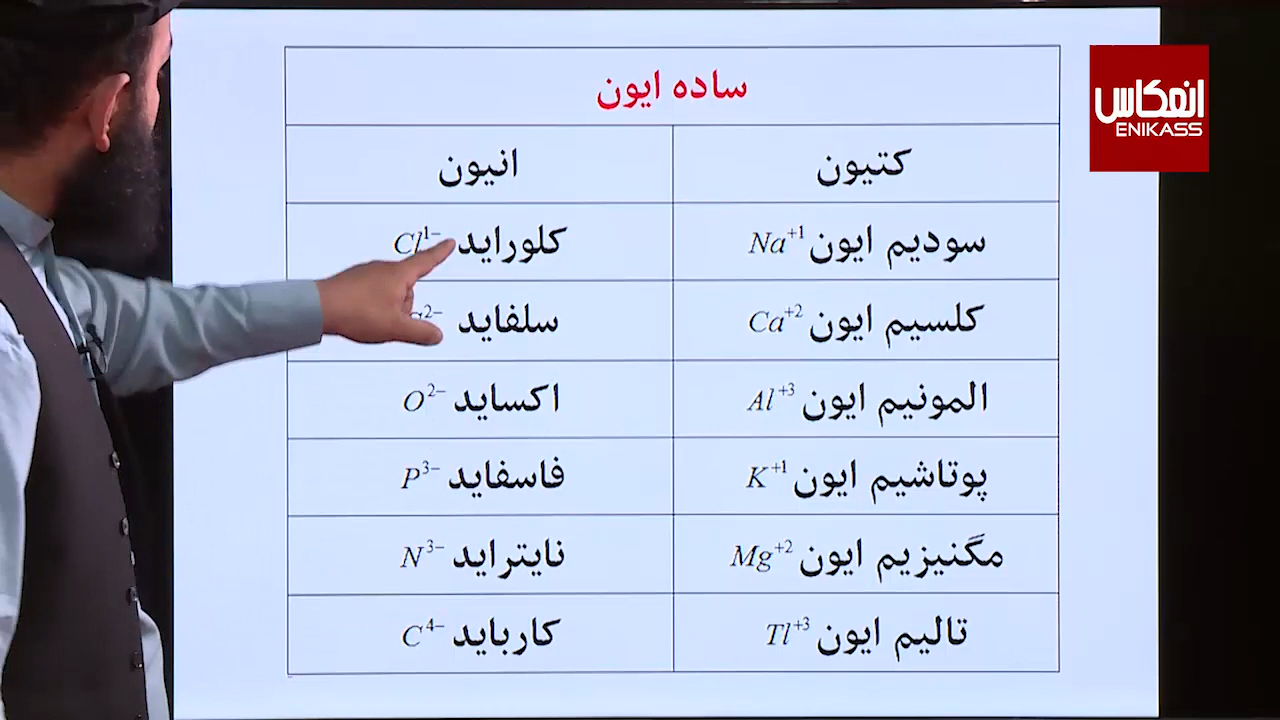 ساده ایون
کتیون
انیون
سودیم ایون Na+1
کلوراید Cl1−
کلسیم ایون Ca+2
سلفاید 2−
المونیم ایون Al+3
اکساید O2−
پوتاشیم ایون K+1
فاسفاید P3−
مگنیزیم ایون Mg+2
نایتراید N3−
تالیم ایون Tl+3
کارباید C4−
انعکاس
ENIKASS